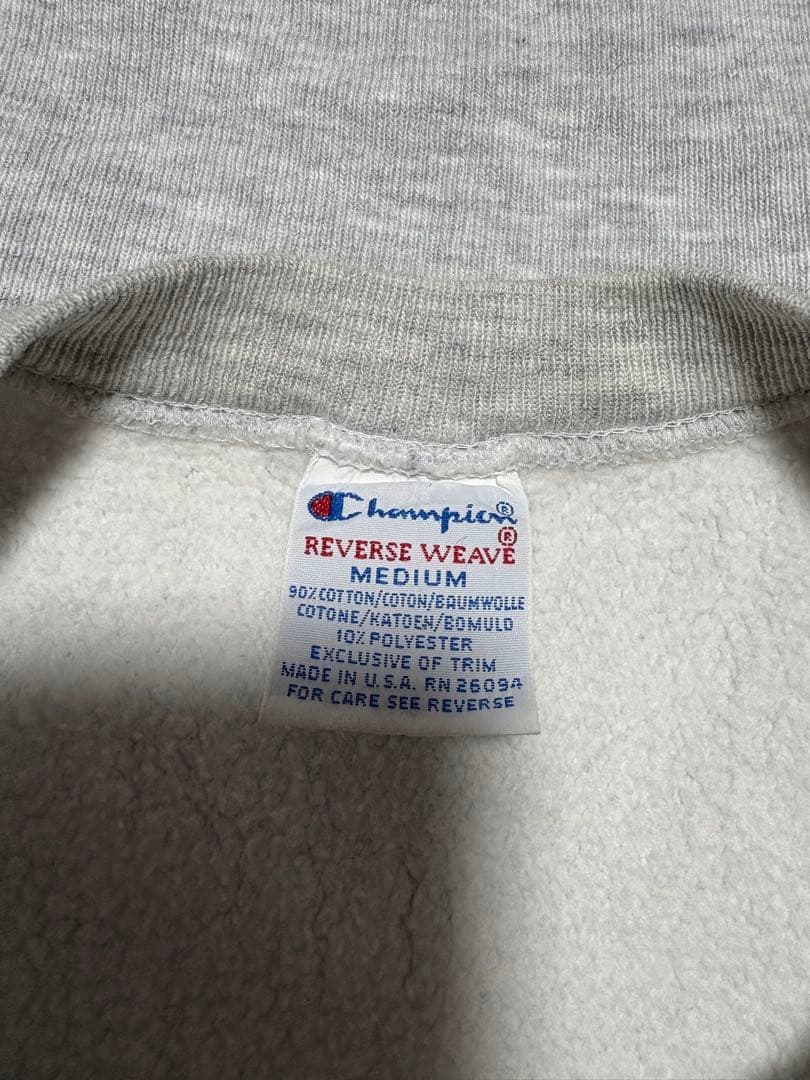 Champion®
REVERSE WEAVE®
MEDIUM
90% COTTON/COTON/BAUMWOLLE
COTONE/KATOEN/BOMULD
10% POLYESTER
EXCLUSIVE OF TRIM
MADE IN U.S.A. RN 26094
FOR CARE SEE REVERSE